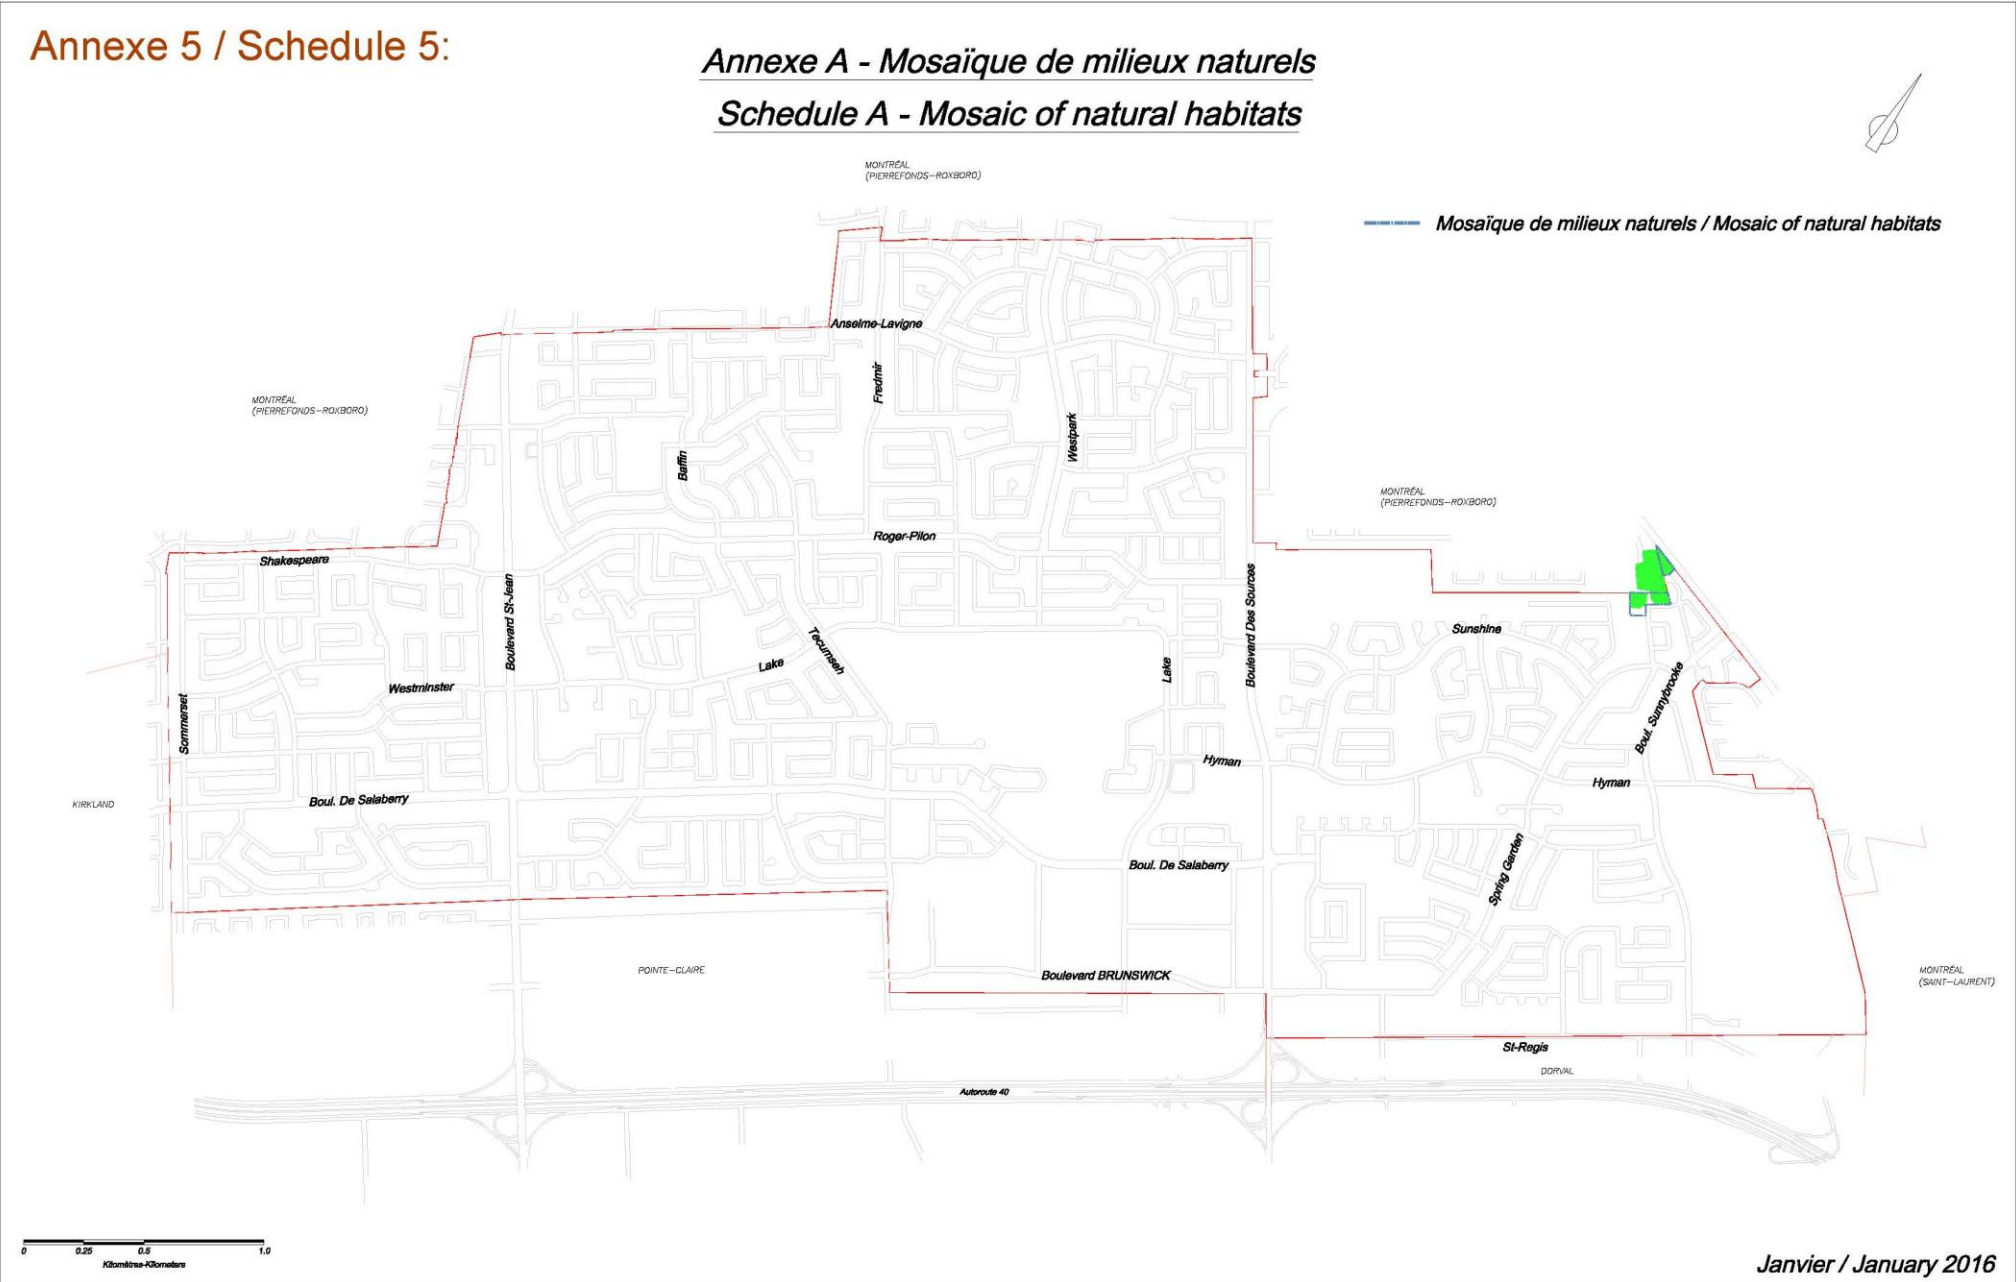 Annexe 5 / Schedule 5:
Annexe A - Mosaïque de milieux naturels
Schedule A - Mosaic of natural habitats
MONTRÉAL
(PIERREFONDS-ROXBORO)
Mosaïque de milieux naturels / Mosaic of natural habitats
Anselme-Lavigne
Fredmir
MONTRÉAL
(PIERREFONDS-ROXBORO)
Westpark
Baffin
MONTRÉAL
(PIERREFONDS-ROXBORO)
Roger-Pilon
Shakespeare
Boulevard St-Jean
Boulevard Des Sources
Sunshine
Tecumseh
Lake
Lake
Westminster
Sommerset
Boul. Sunnybrooke
Hyman
Hyman
KIRKLAND
Boul. De Salaberry
Boul. De Salaberry
Spring Garden
POINTE-CLAIRE
Boulevard BRUNSWICK
MONTRÉAL
(SAINT-LAURENT)
St-Regis
DORVAL
Autoroute 40
0 0.25 0.5 1.0
Kilomètres-Kilometers
Janvier / January 2016